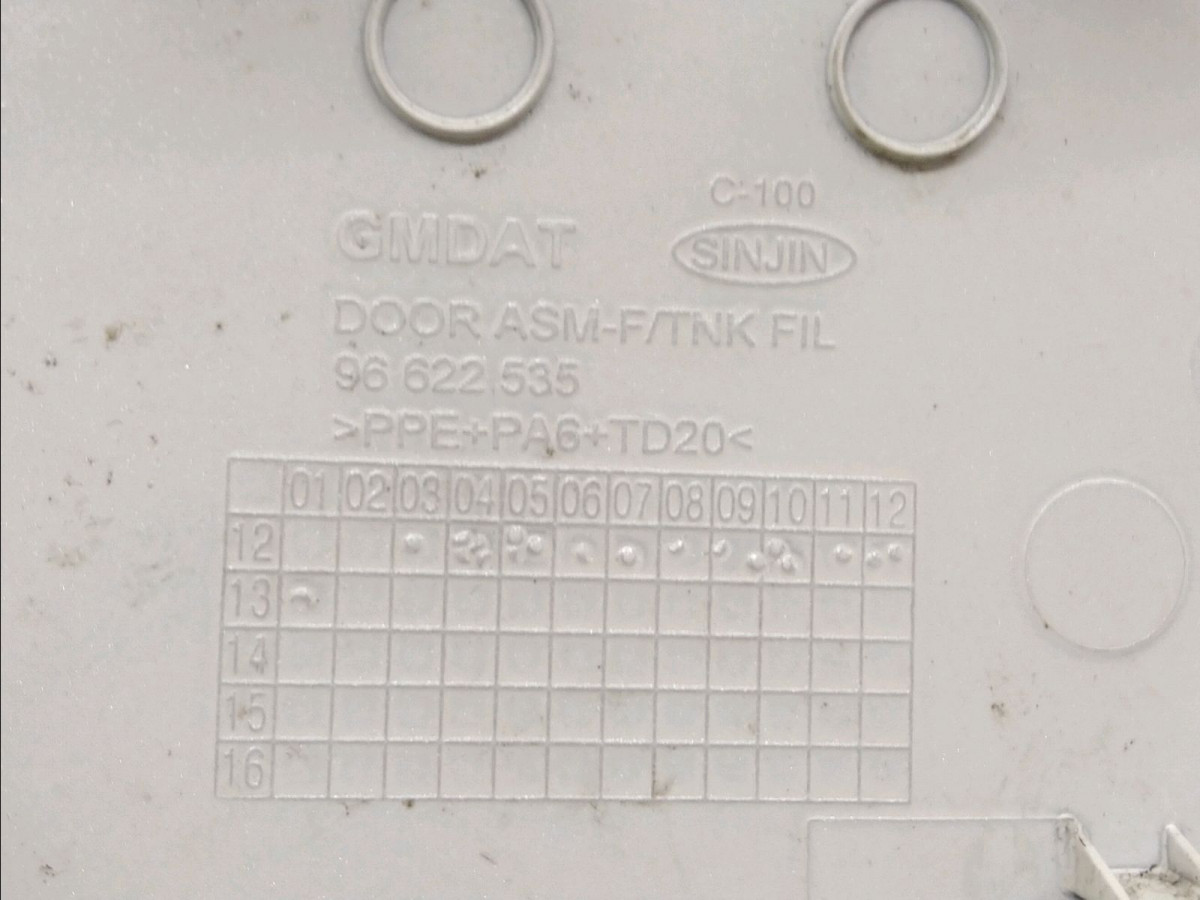 C-100
GMDAT
SINJIN
DOOR ASM-F/TNK FIL
96 622 535
>PPE+PA6+TD20<
01 02 03 04 05 06 07 08 09 10 11 12
12
13
14
15
16